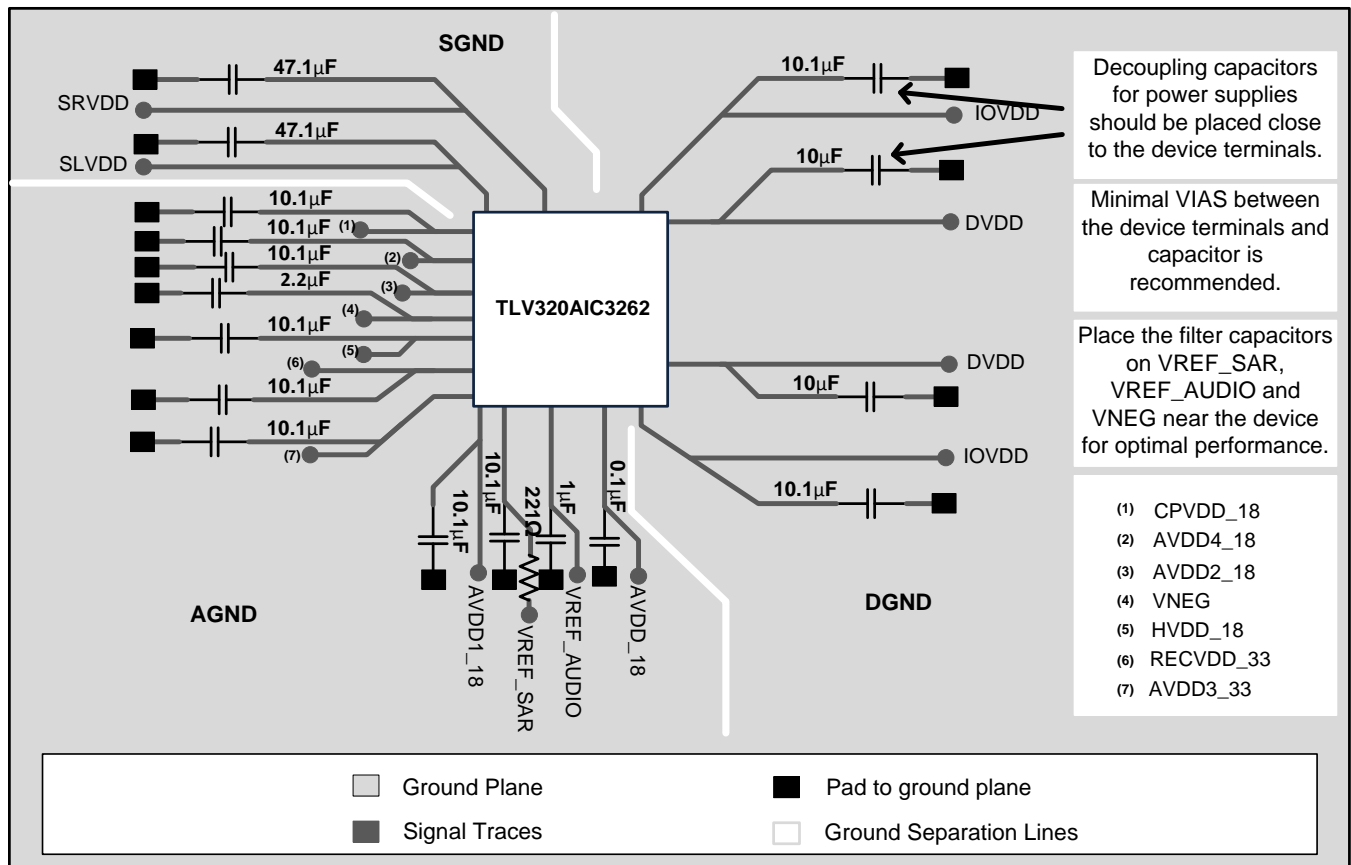 SGND
47.1µF
SRVDD
47.1µF
SLVDD
10.1µF
(1)
10.1µF
(2)
10.1µF
(3)
2.2µF
(4)
10.1µF
(5)
(6)
10.1µF
10.1µF
(7)
TLV320AIC3262
10.1µF
IOVDD
10µF
DVDD
DVDD
10µF
IOVDD
10.1µF
10.1µF
10.1µF
221Ω
1µF
0.1µF
AVDD1_18
VREF_SAR
VREF_AUDIO
AVDD_18
AGND
DGND
Decoupling capacitors
for power supplies
should be placed close
to the device terminals.
Minimal VIAS between
the device terminals and
capacitor is
recommended.
Place the filter capacitors
on VREF_SAR,
VREF_AUDIO and
VNEG near the device
for optimal performance.
(1) CPVDD_18
(2) AVDD4_18
(3) AVDD2_18
(4) VNEG
(5) HVDD_18
(6) RECVDD_33
(7) AVDD3_33
Ground Plane
Pad to ground plane
Signal Traces
Ground Separation Lines